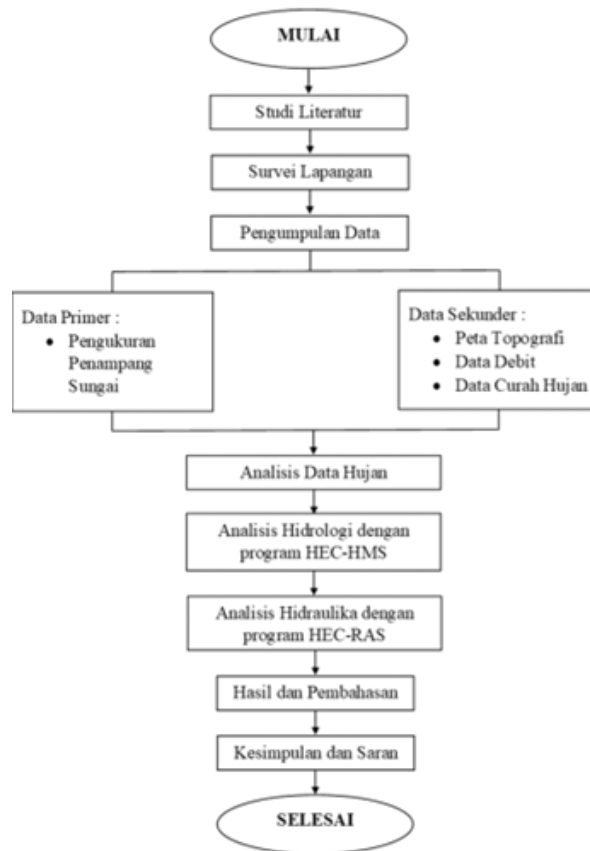 MULAI
Studi Literatur
Survei Lapangan
Pengumpulan Data
Data Primer :
• Pengukuran
Penampang
Sungai
Data Sekunder :
• Peta Topografi
• Data Debit
• Data Curah Hujan
Analisis Data Hujan
Analisis Hidrologi dengan
program HEC-HMS
Analisis Hidraulika dengan
program HEC-RAS
Hasil dan Pembahasan
Kesimpulan dan Saran
SELESAI